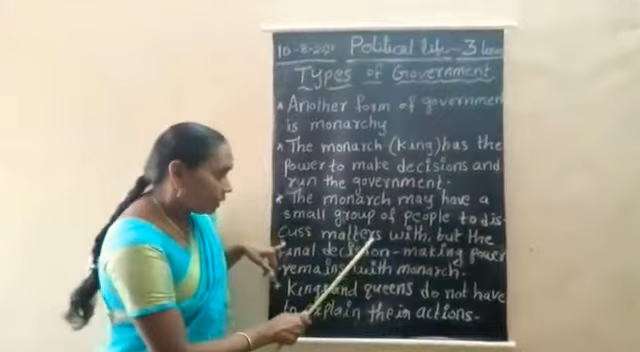 10-8-2020 Political life-3
Types of Government
Another form of governmen
is monarchy
The monarch (king) has the
power to make decisions and
run the government.
The monarch may have a
small group of people to dis-
cuss matters with, but the
final decision-making power
remains with monarch.
Kings and queens do not have
to explain their actions.